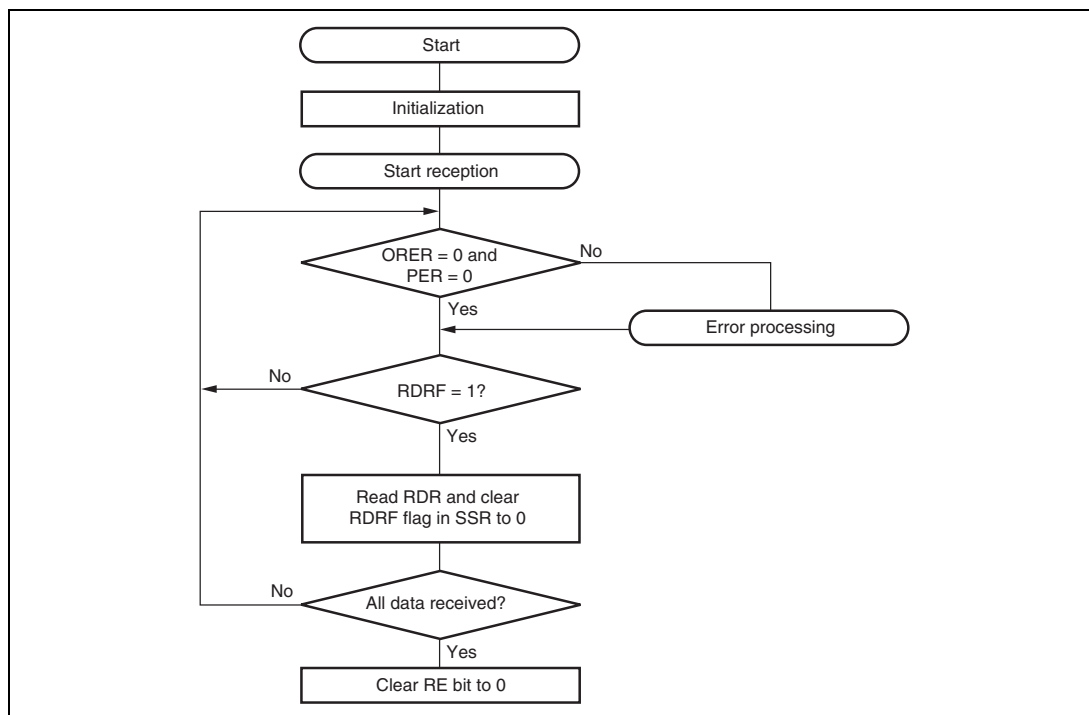 Start
Initialization
Start reception
ORER = 0 and
PER = 0
No
Yes
Error processing
No
RDRF = 1?
Yes
Read RDR and clear
RDRF flag in SSR to 0
No
All data received?
Yes
Clear RE bit to 0